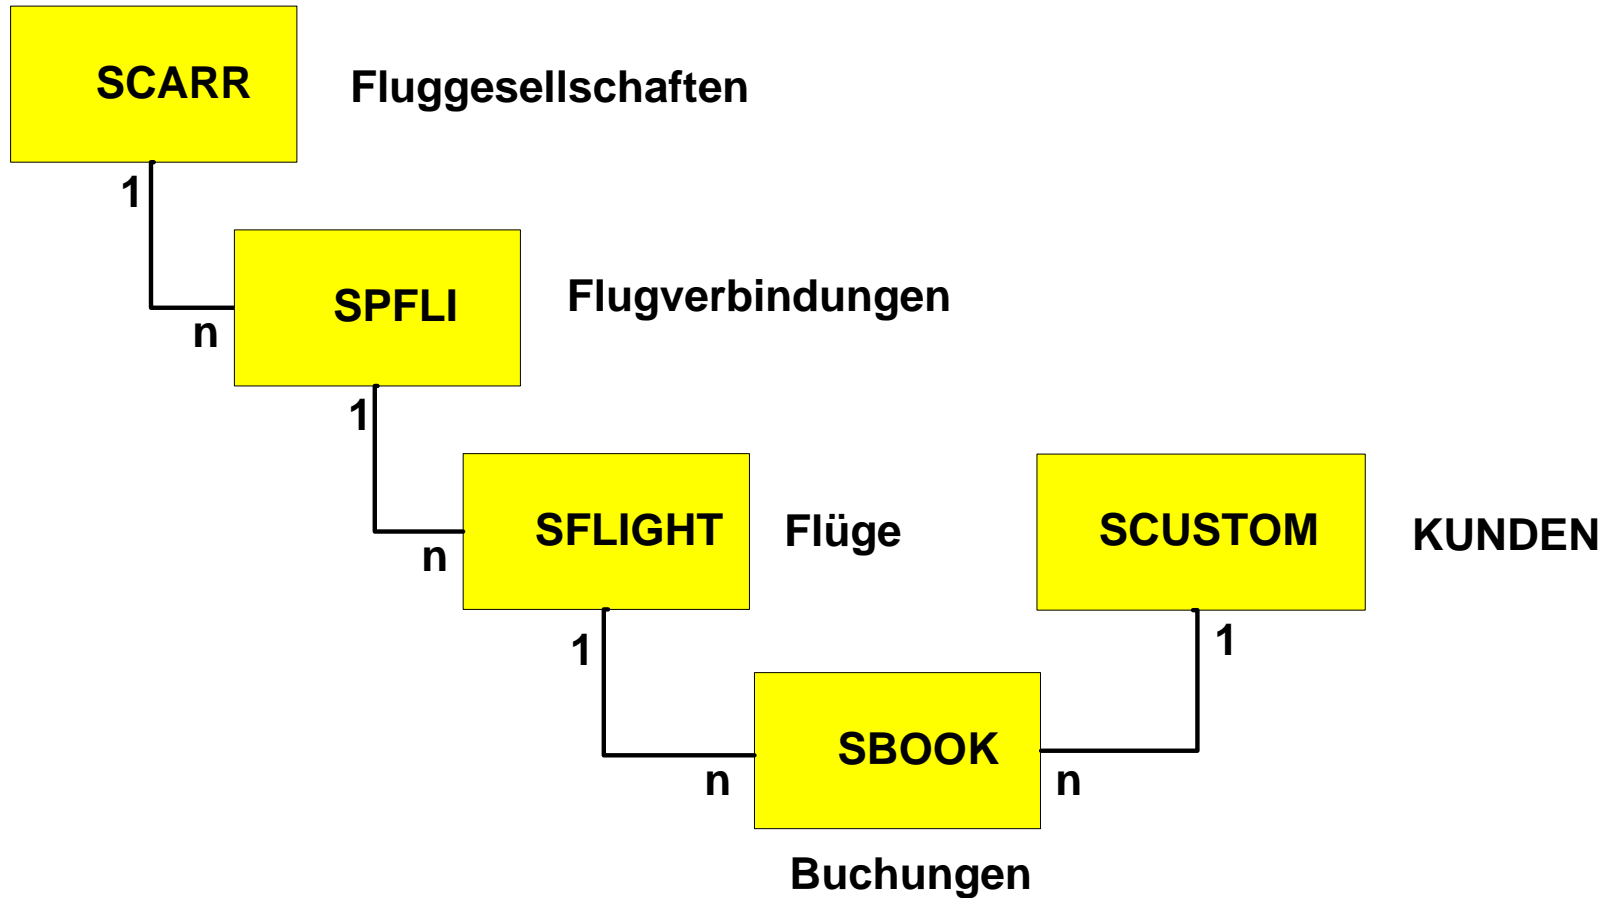 SCARR Fluggesellschaften
1
n
SPFLI Flugverbindungen
1
n
SFLIGHT Flüge
SCUSTOM KUNDEN
1
1
n
SBOOK
n
Buchungen